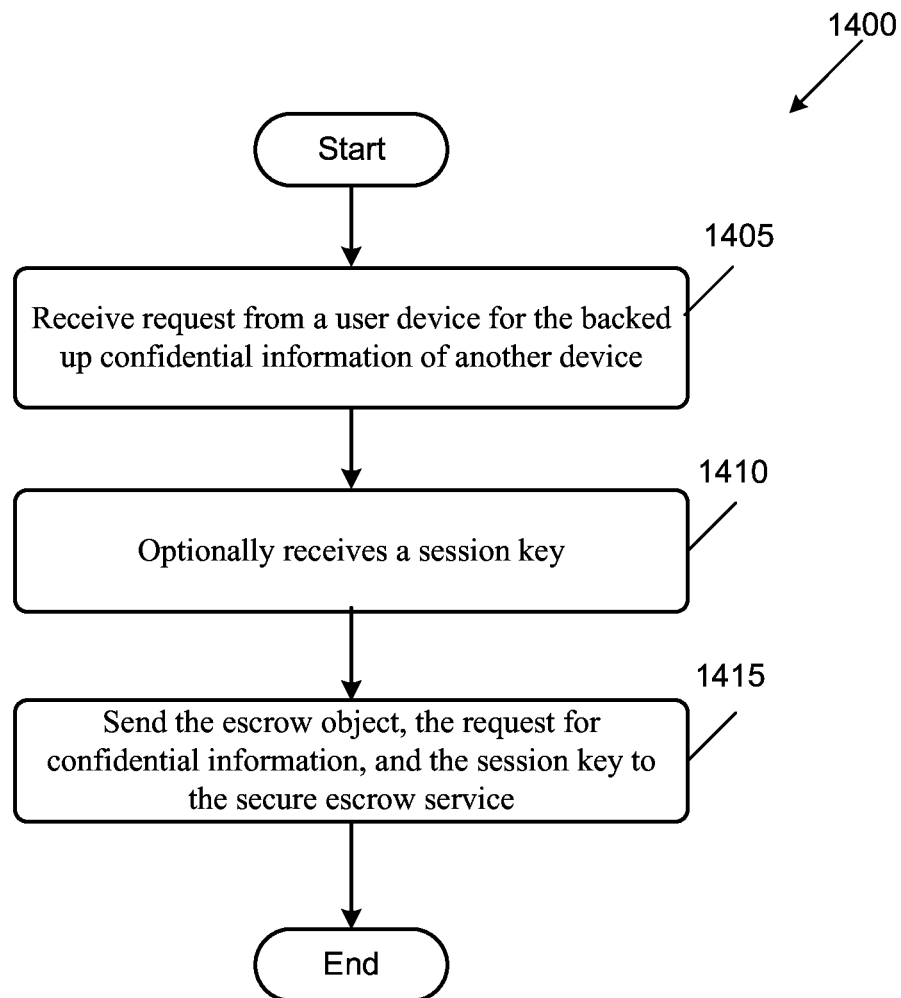 1400
Start
1405
Receive request from a user device for the backed
up confidential information of another device
1410
Optionally receives a session key
1415
Send the escrow object, the request for
confidential information, and the session key to
the secure escrow service
End